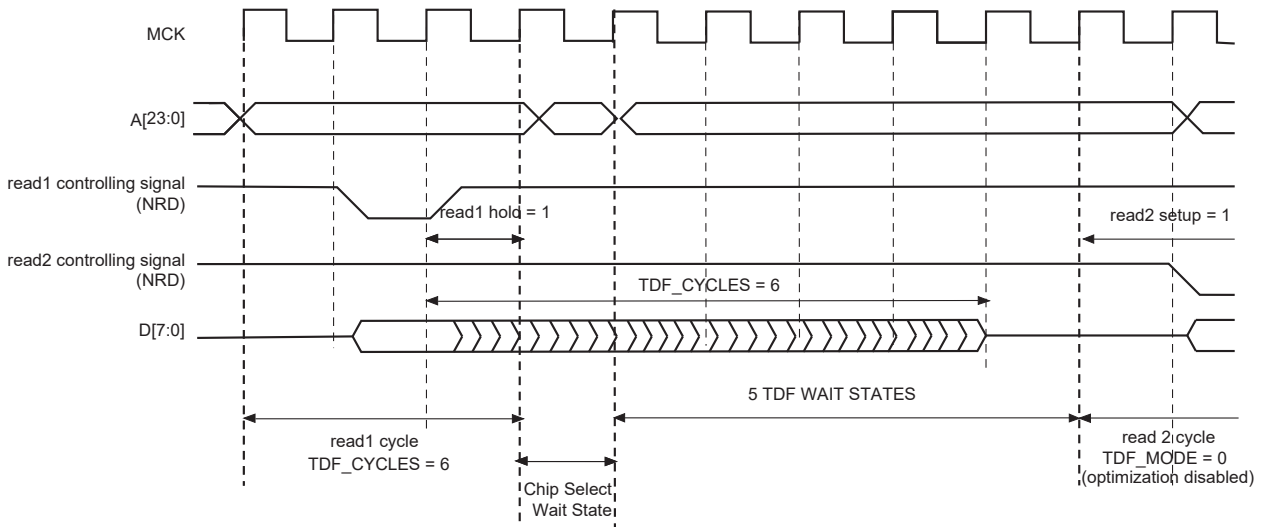 MCK
A[23:0]
read1 controlling signal
(NRD)
read1 hold = 1
read2 setup = 1
read2 controlling signal
(NRD)
TDF_CYCLES = 6
D[7:0]
5 TDF WAIT STATES
read1 cycle
TDF_CYCLES = 6
read 2 cycle
TDF_MODE = 0
(optimization disabled)
Chip Select
Wait State